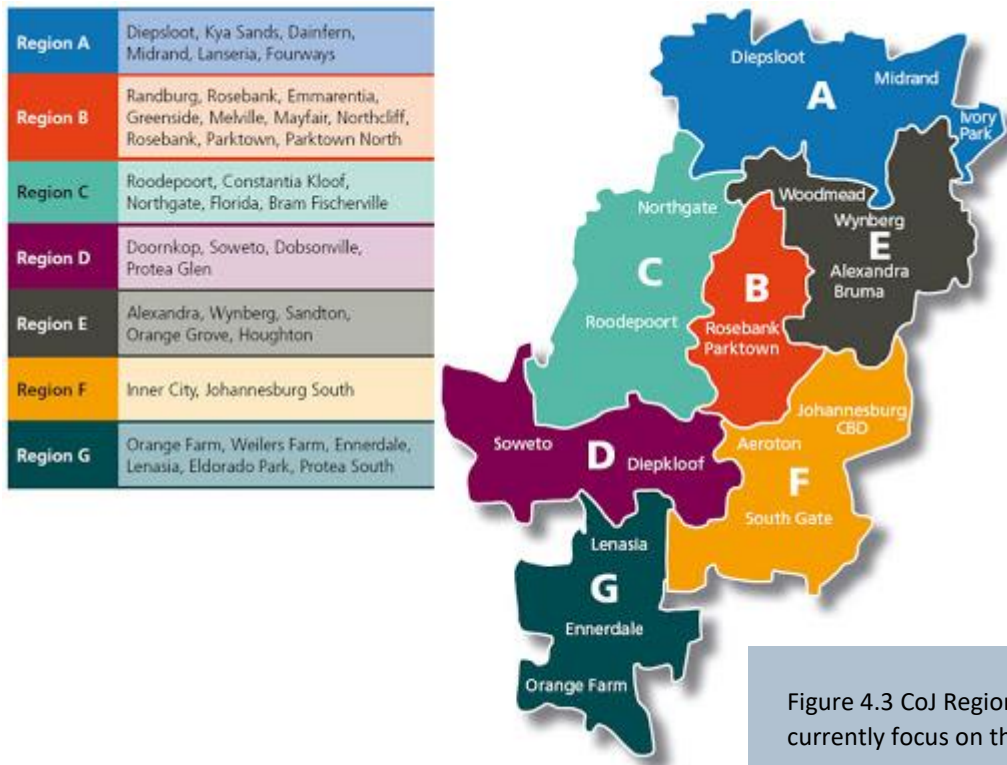 Region A
Diepsloot, Kya Sands, Dainfern,
Midrand, Lanseria, Fourways
Region B
Randburg, Rosebank, Emmarentia,
Greenside, Melville, Mayfair, Northcliff,
Rosebank, Parktown, Parktown North
Region C
Roodepoort, Constantia Kloof,
Northgate, Florida, Bram Fischerville
Region D
Doornkop, Soweto, Dobsonville,
Protea Glen
Region E
Alexandra, Wynberg, Sandton,
Orange Grove, Houghton
Region F
Inner City, Johannesburg South
Region G
Orange Farm, Weilers Farm, Ennerdale,
Lenasia, Eldorado Park, Protea South
Diepsloot
Midrand
A
Ivory
Park
Woodmead
Northgate
Wynberg
E
C
Alexandra
B
Bruma
Roodepoort
Rosebank
Parktown
Johannesburg
CBD
Soweto
Aeroton
D
Diepkloof
F
South Gate
Lenasia
G
Ennerdale
Orange Farm
Figure 4.3 CoJ Region
currently focus on th